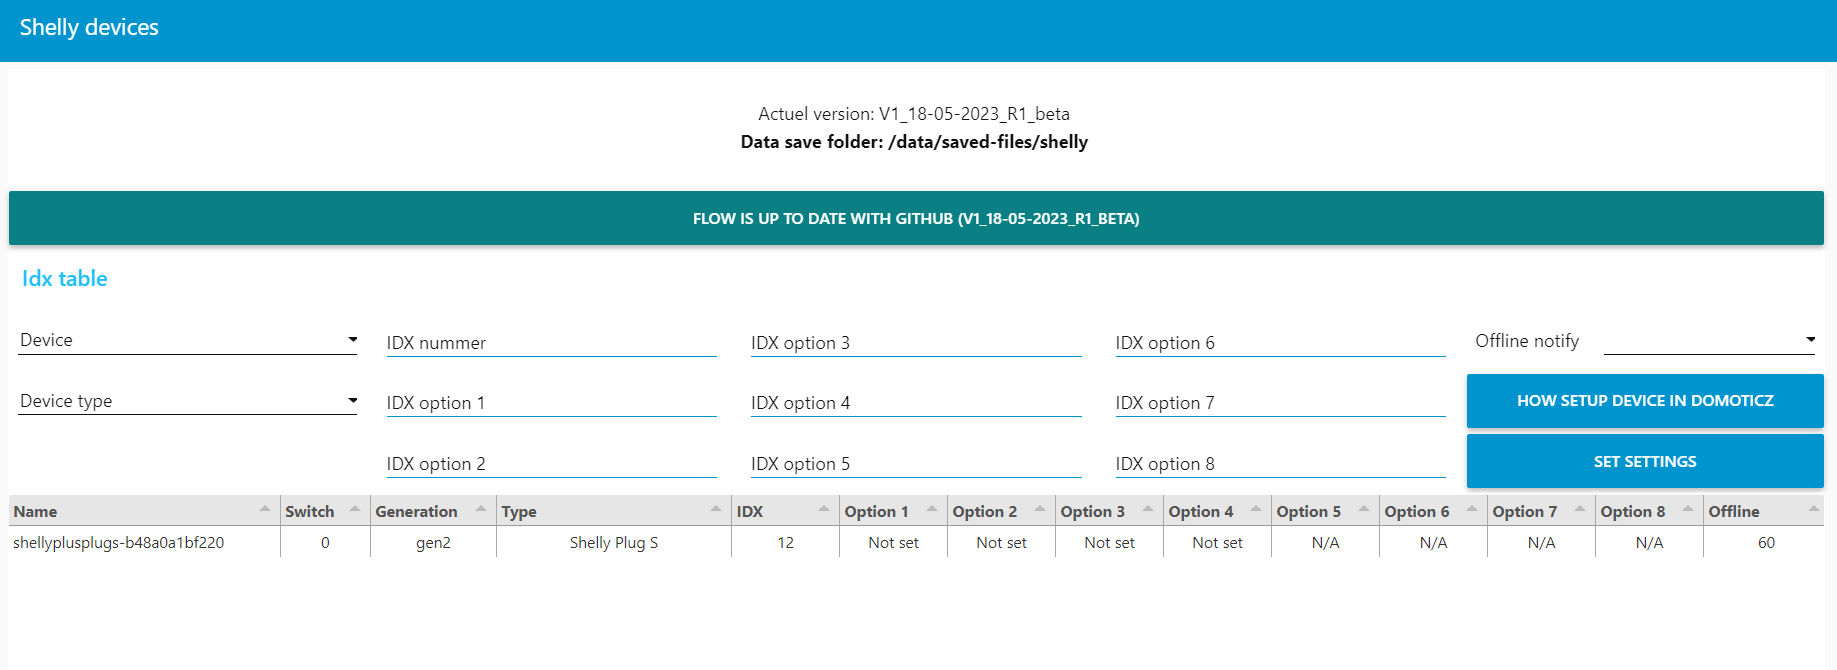 Shelly devices
Actuel version: V1_18-05-2023_R1_beta
Data save folder: /data/saved-files/shelly
FLOW IS UP TO DATE WITH GITHUB (V1_18-05-2023_R1_BETA)
Idx table
Device IDX nummer IDX option 3 IDX option 6 Offline notify
Device type IDX option 1 IDX option 4 IDX option 7 HOW SETUP DEVICE IN DOMOTICZ
IDX option 2 IDX option 5 IDX option 8 SET SETTINGS
Name Switch Generation Type IDX Option 1 Option 2 Option 3 Option 4 Option 5 Option 6 Option 7 Option 8 Offline
shellyplusplugs-b48a0a1bf220 0 gen2 Shelly Plug S 12 Not set Not set Not set Not set N/A N/A N/A N/A 60